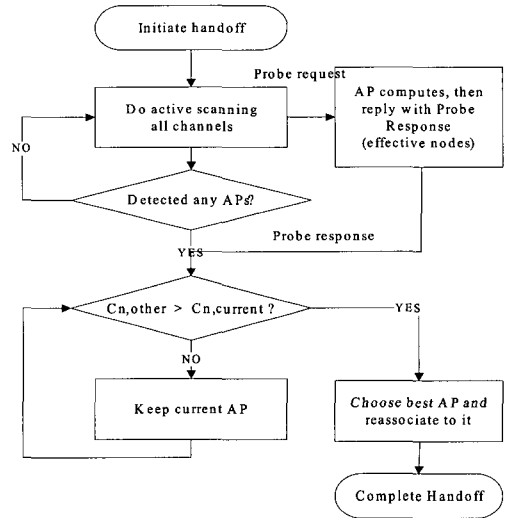 Initiate handoff
Probe request
Do active scanning
all channels
AP computes, then
reply with Probe
Response
(effective nodes)
NO
Detected any APs?
Probe response
YES
Cn,other > Cn,current ?
YES
NO
Keep current AP
Choose best AP and
reassociate to it
Complete Handoff